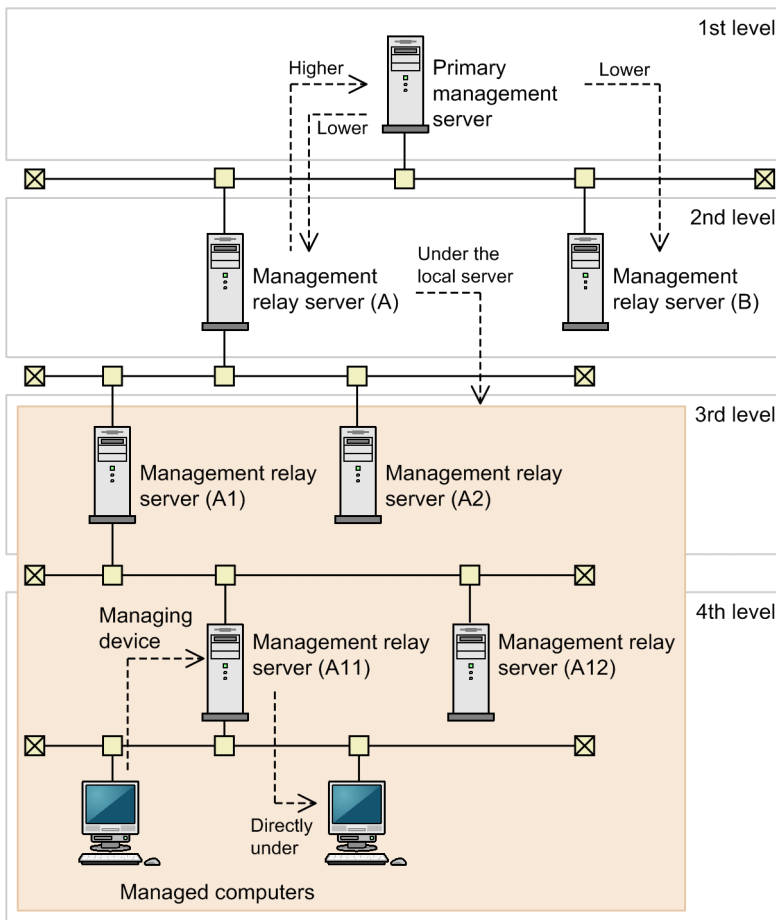 1st level
Higher
Primary
management
server
Lower
Lower
2nd level
Management
relay server (A)
Under the
local server
Management
relay server (B)
3rd level
Management relay
server (A1)
Management relay
server (A2)
4th level
Managing
device
Management relay
server (A11)
Management relay
server (A12)
Directly
under
Managed computers